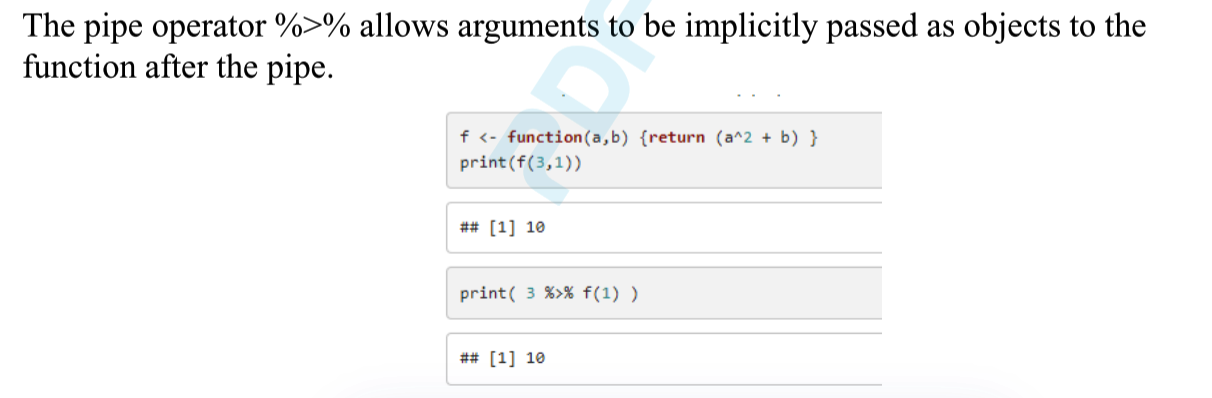 The pipe operator %>% allows arguments to be implicitly passed as objects to the
function after the pipe.
f <- function(a,b) {return (a^2 + b) }
print(f(3,1))
## [1] 10
print( 3 %>% f(1) )
## [1] 10
PDF